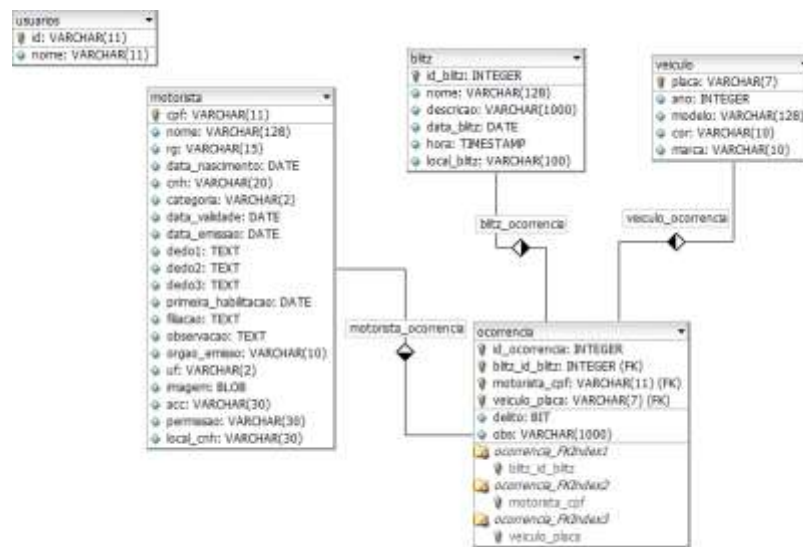 usuarios
id: VARCHAR(11)
nome: VARCHAR(11)
motorista
cpf: VARCHAR(11)
nome: VARCHAR(128)
rg: VARCHAR(15)
data_nascimento: DATE
cnh: VARCHAR(20)
categoria: VARCHAR(2)
data_validade: DATE
data_emissao: DATE
dedo1: TEXT
dedo2: TEXT
dedo3: TEXT
primeira_habilitacao: DATE
filiacao: TEXT
observacao: TEXT
orgao_emisso: VARCHAR(10)
uf: VARCHAR(2)
imagem: BLOB
acc: VARCHAR(30)
permissao: VARCHAR(30)
local_cnh: VARCHAR(30)
blitz
id_blitz: INTEGER
nome: VARCHAR(128)
descricao: VARCHAR(1000)
data_blitz: DATE
hora: TIMESTAMP
local_blitz: VARCHAR(100)
veiculo
placa: VARCHAR(7)
ano: INTEGER
modelo: VARCHAR(128)
cor: VARCHAR(10)
marca: VARCHAR(10)
blitz_ocorrencia
veiculo_ocorrencia
motorista_ocorrencia
ocorrencia
id_ocorrencia: INTEGER
blitz_id_blitz: INTEGER (FK)
motorista_cpf: VARCHAR(11) (FK)
veiculo_placa: VARCHAR(7) (FK)
delito: BIT
obs: VARCHAR(1000)
ocorrencia_FKIndex1
blitz_id_blitz
ocorrencia_FKIndex2
motorista_cpf
ocorrencia_FKIndex3
veiculo_placa